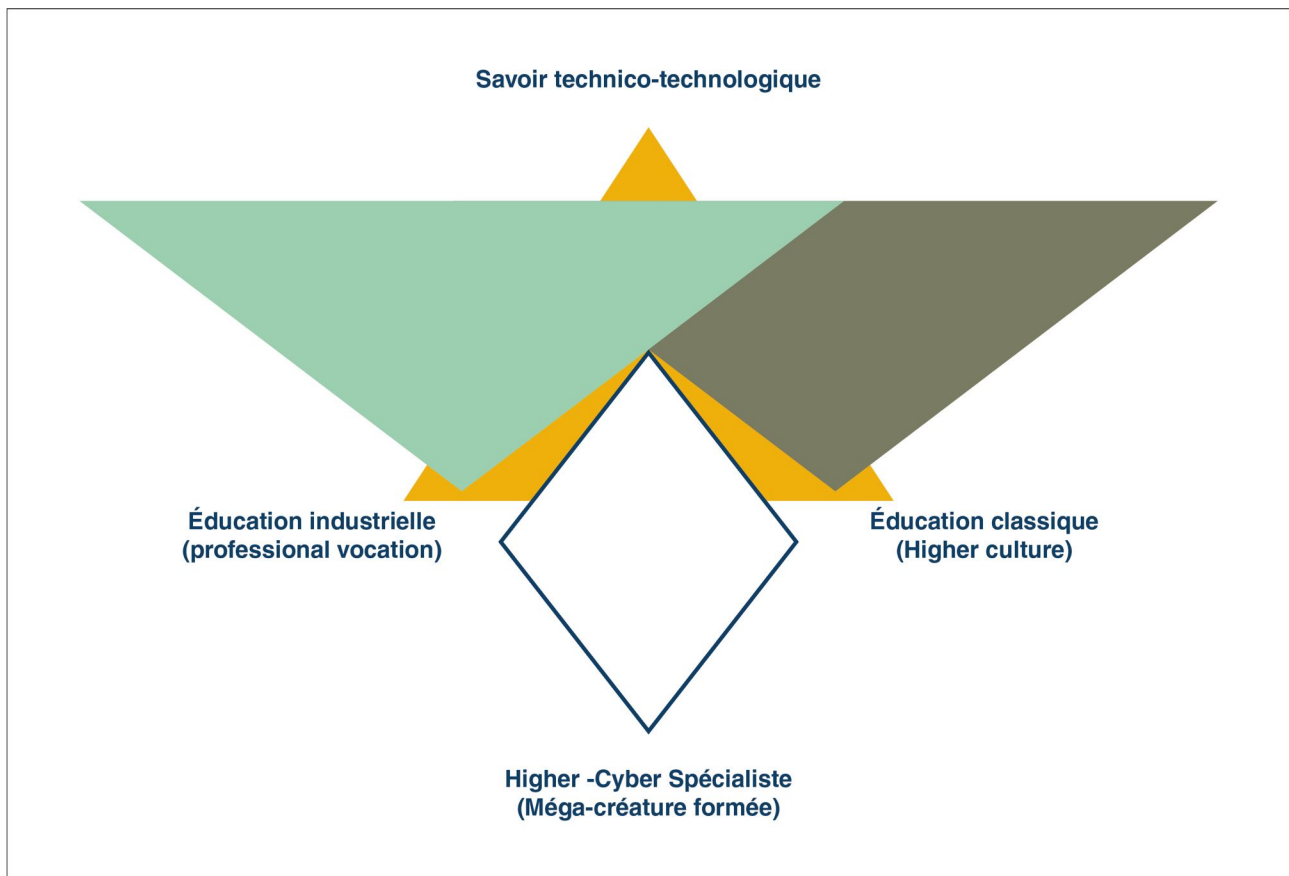 Savoir technico-technologique
Éducation industrielle
(professional vocation)
Éducation classique
(Higher culture)
Higher -Cyber Spécialiste
(Méga-créature formée)